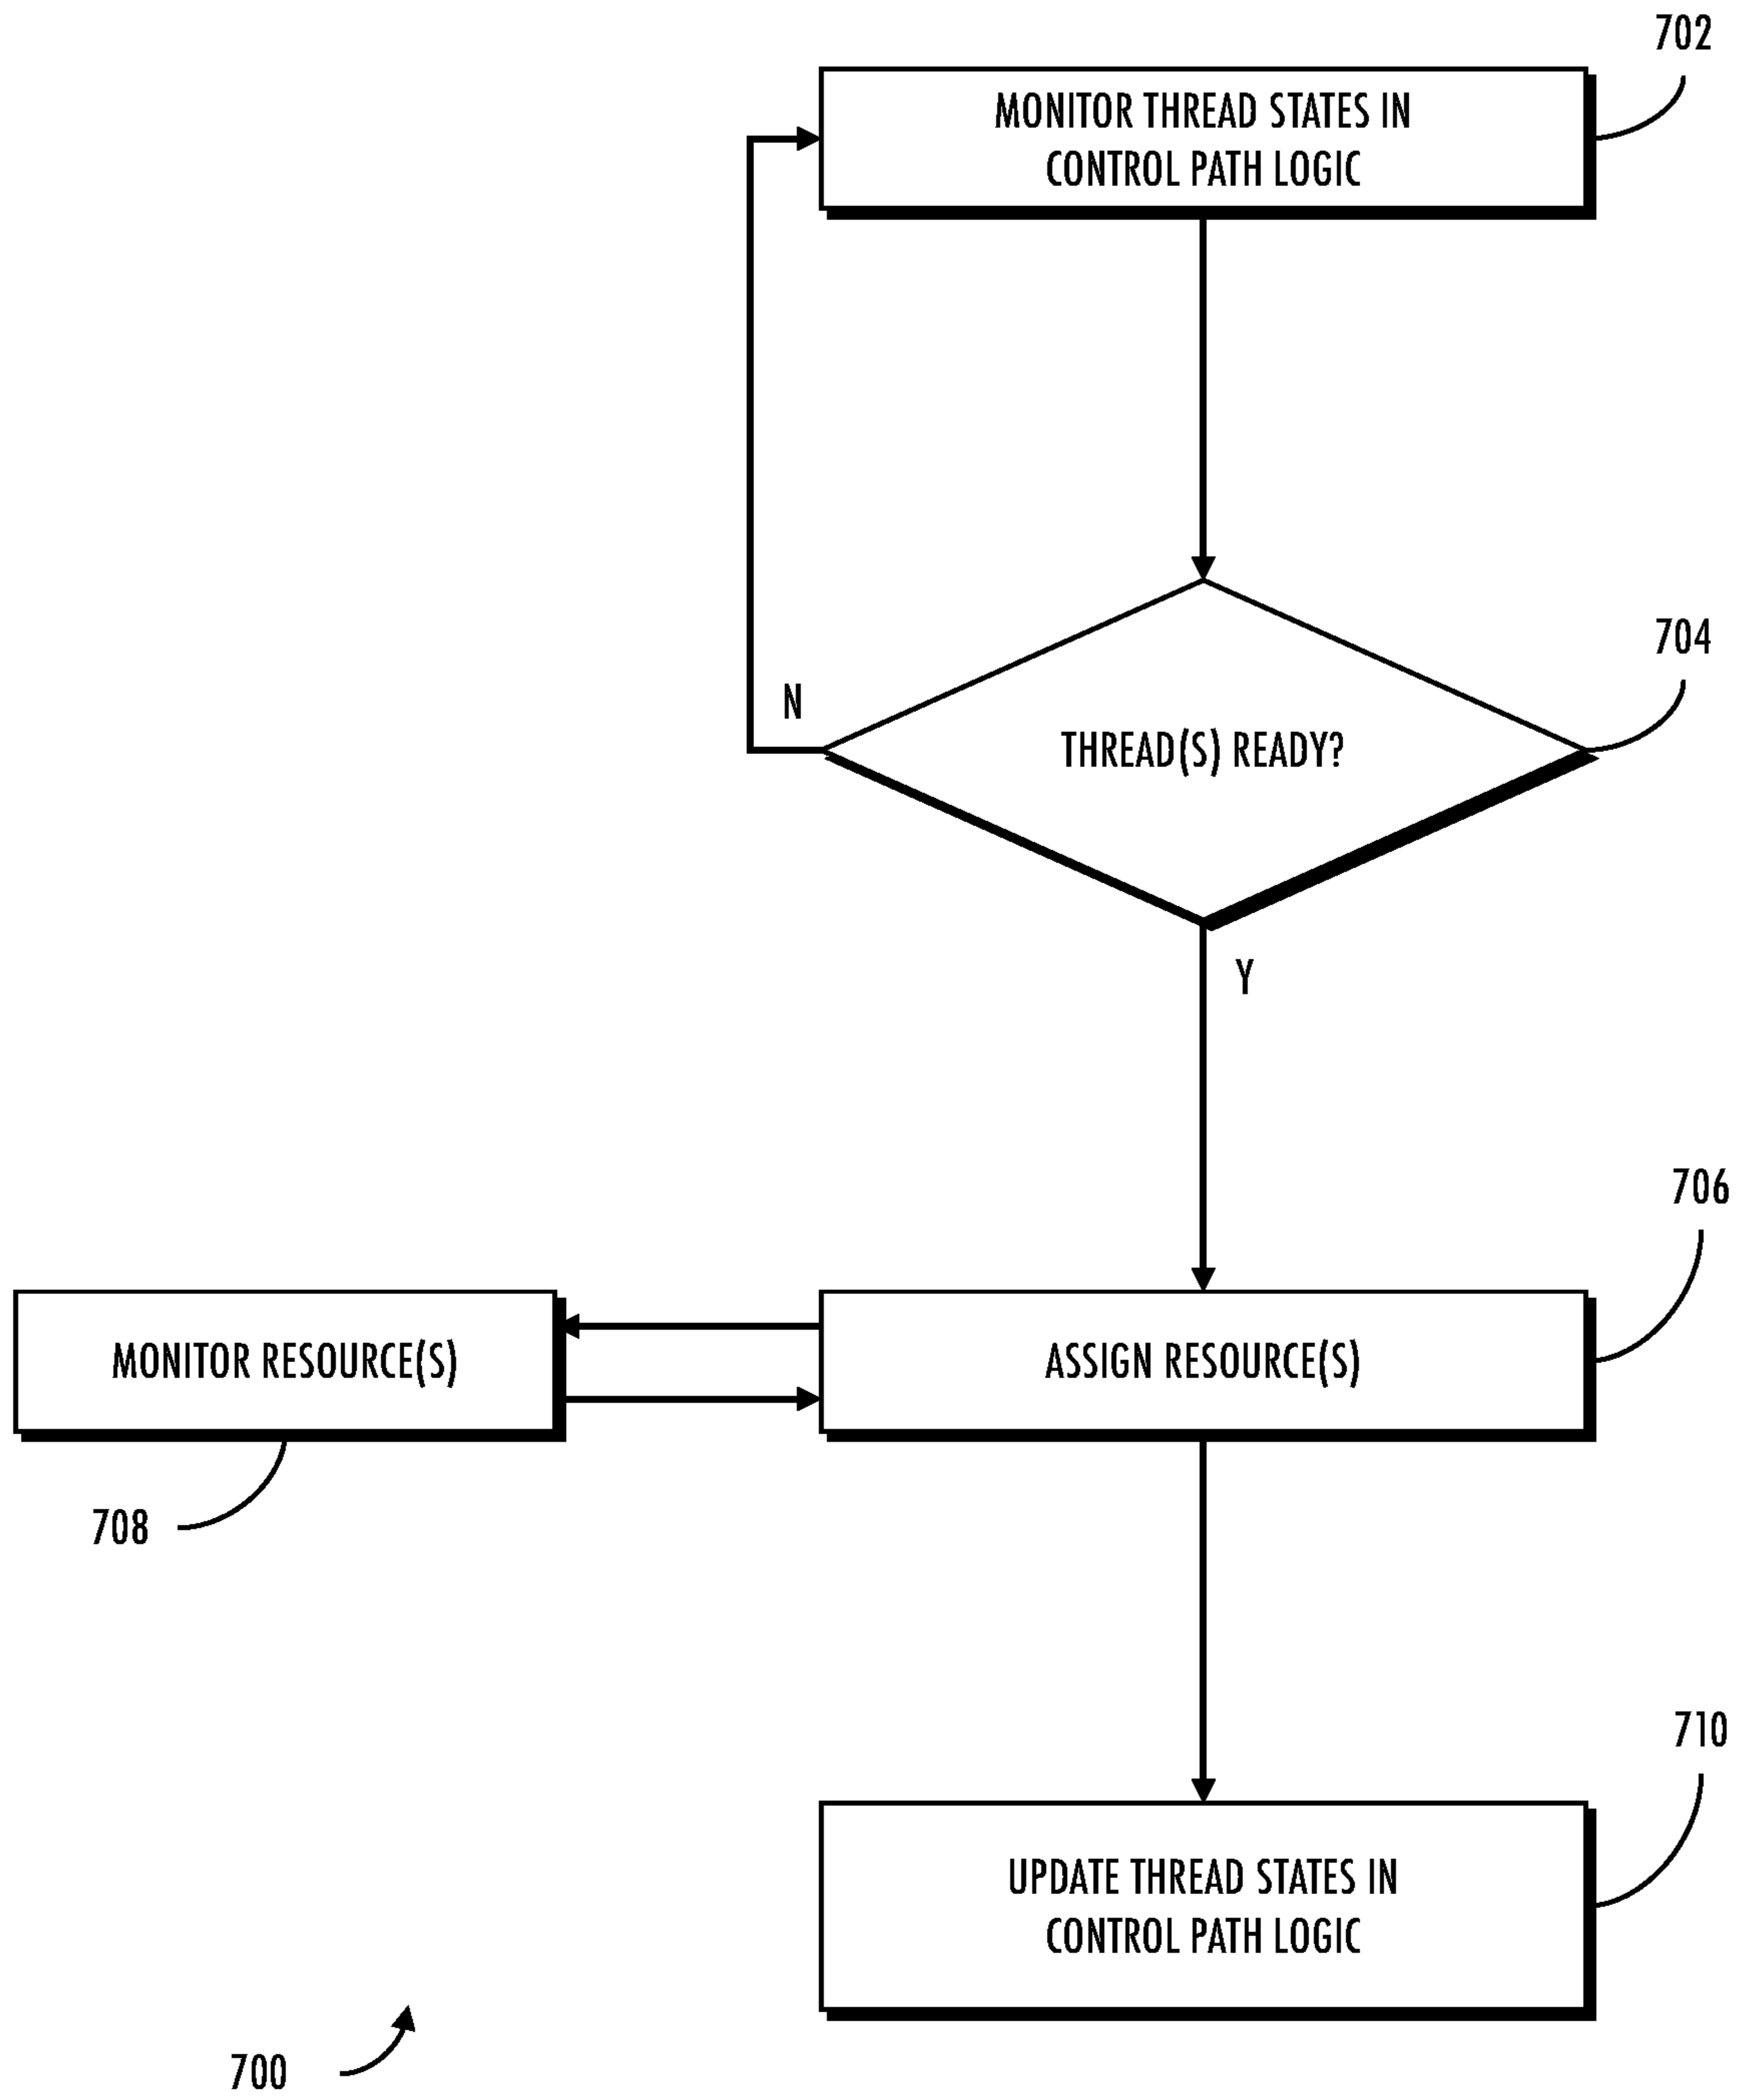 702
MONITOR THREAD STATES IN
CONTROL PATH LOGIC
704
N
THREAD(S) READY?
Y
706
MONITOR RESOURCE(S)
ASSIGN RESOURCE(S)
708
710
UPDATE THREAD STATES IN
CONTROL PATH LOGIC
700